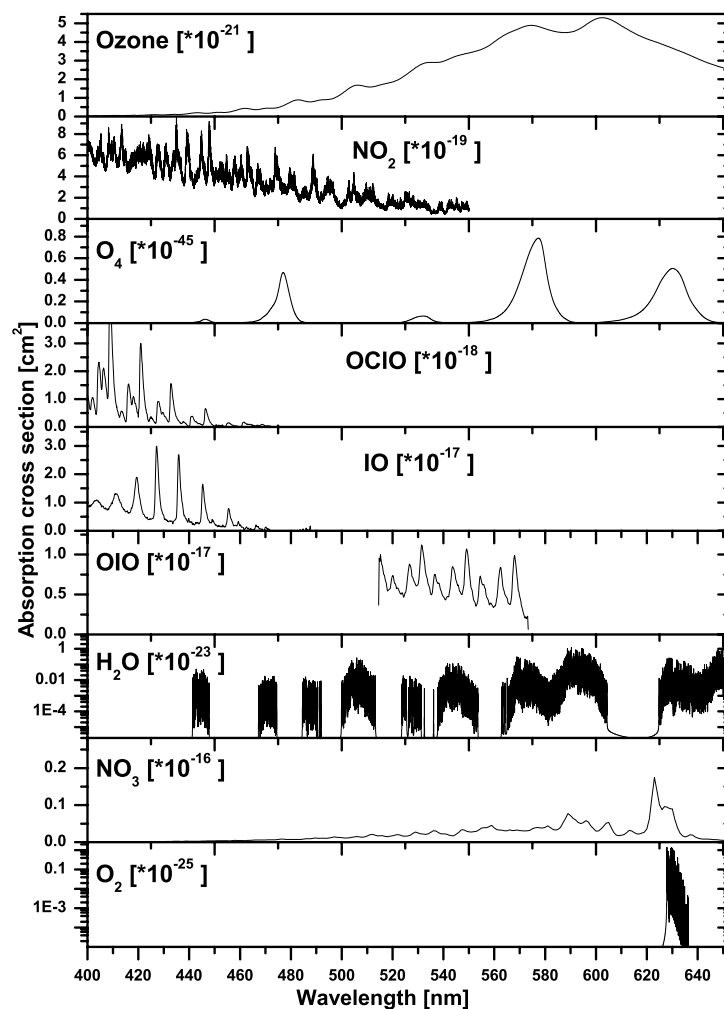 Absorption cross section [cm²]
Ozone [*10⁻²¹]
5
4
3
2
1
0
NO₂ [*10⁻¹⁹]
8
6
4
2
0
O₄ [*10⁻⁴⁵]
0.8
0.6
0.4
0.2
0.0
OClO [*10⁻¹⁸ ]
3.0
2.0
1.0
0.0
IO [*10⁻¹⁷ ]
3.0
2.0
1.0
0.0
OIO [*10⁻¹⁷ ]
1.0
0.5
0.0
H₂O [*10⁻²³ ]
1
0.01
1E-4
NO₃ [*10⁻¹⁶ ]
0.2
0.1
0.0
O₂ [*10⁻²⁵ ]
0.1
1E-3
400 420 440 460 480 500 520 540 560 580 600 620 640
Wavelength [nm]